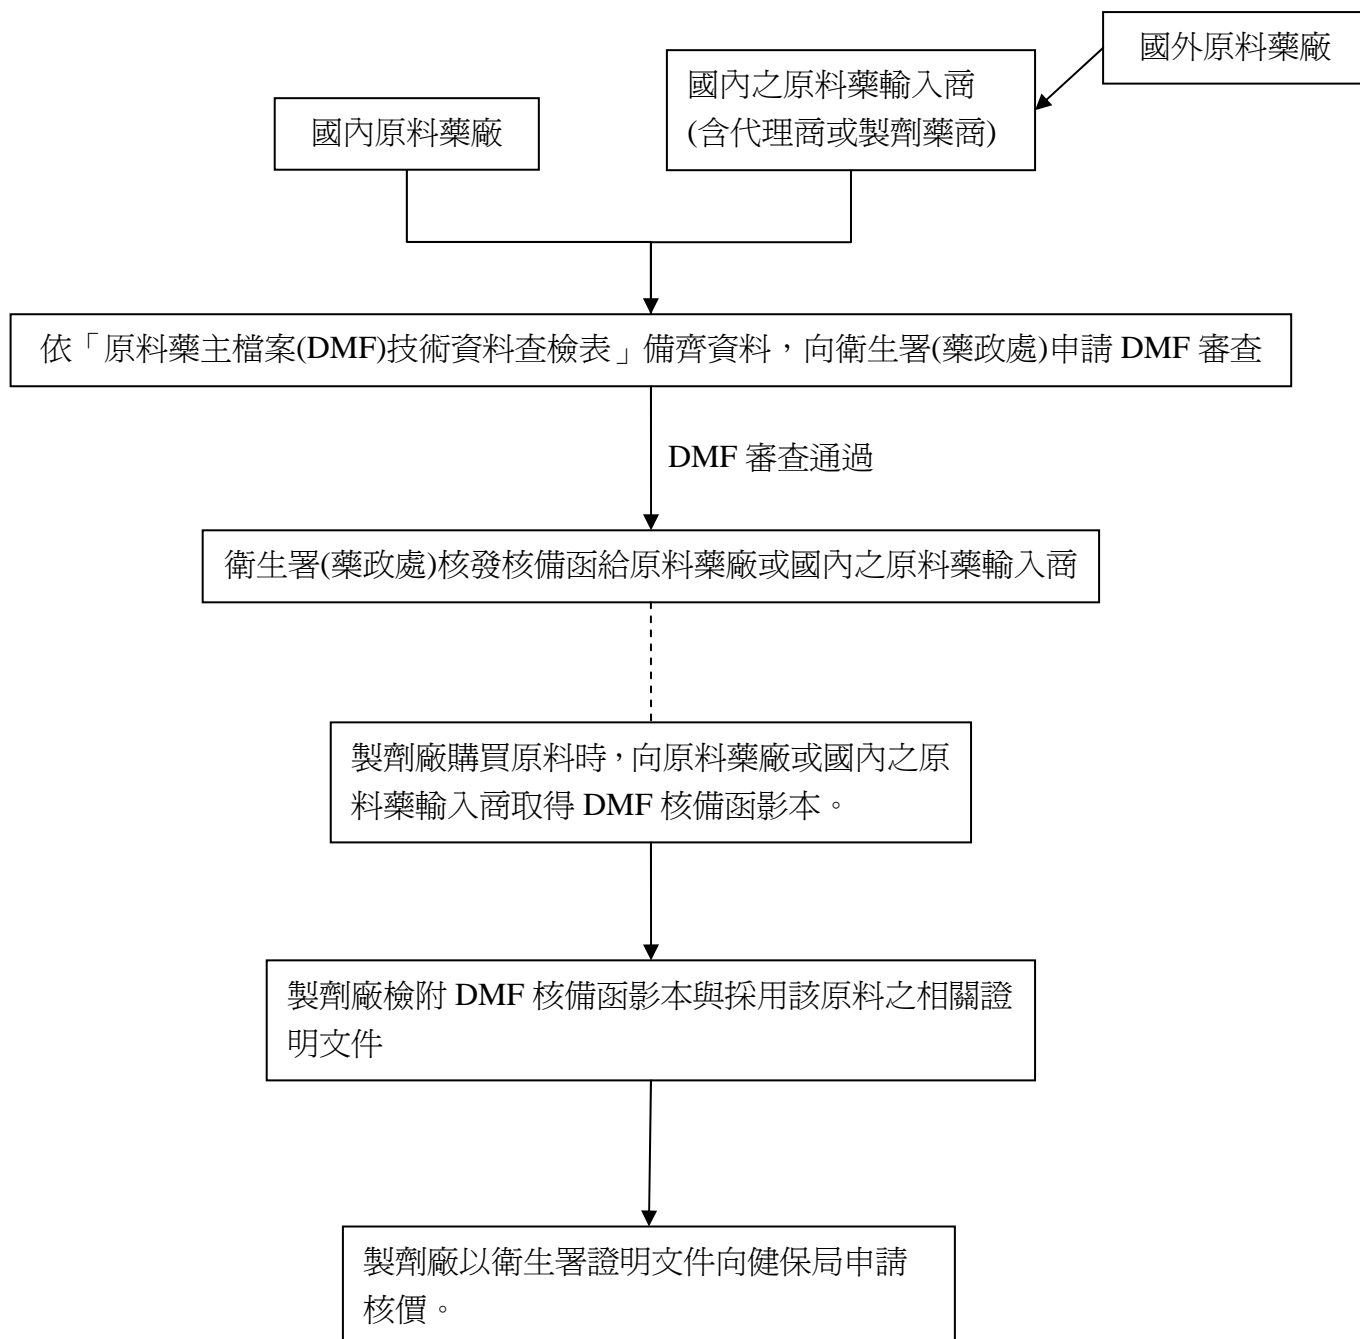 國外原料藥廠
國內之原料藥輸入商
(含代理商或製劑藥商)
國內原料藥廠
依「原料藥主檔案(DMF)技術資料查檢表」備齊資料，向衛生署(藥政處)申請 DMF 審查
DMF 審查通過
衛生署(藥政處)核發核備函給原料藥廠或國內之原料藥輸入商
製劑廠購買原料時，向原料藥廠或國內之原
料藥輸入商取得 DMF 核備函影本。
製劑廠檢附 DMF 核備函影本與採用該原料之相關證
明文件
製劑廠以衛生署證明文件向健保局申請
核價。